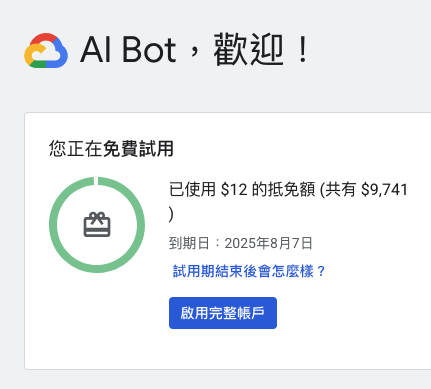 AI Bot，歡迎！
您正在免費試用
已使用 $12 的抵免額 (共有 $9,741
)
到期日：2025年8月7日
試用期結束後會怎麼樣？
啟用完整帳戶